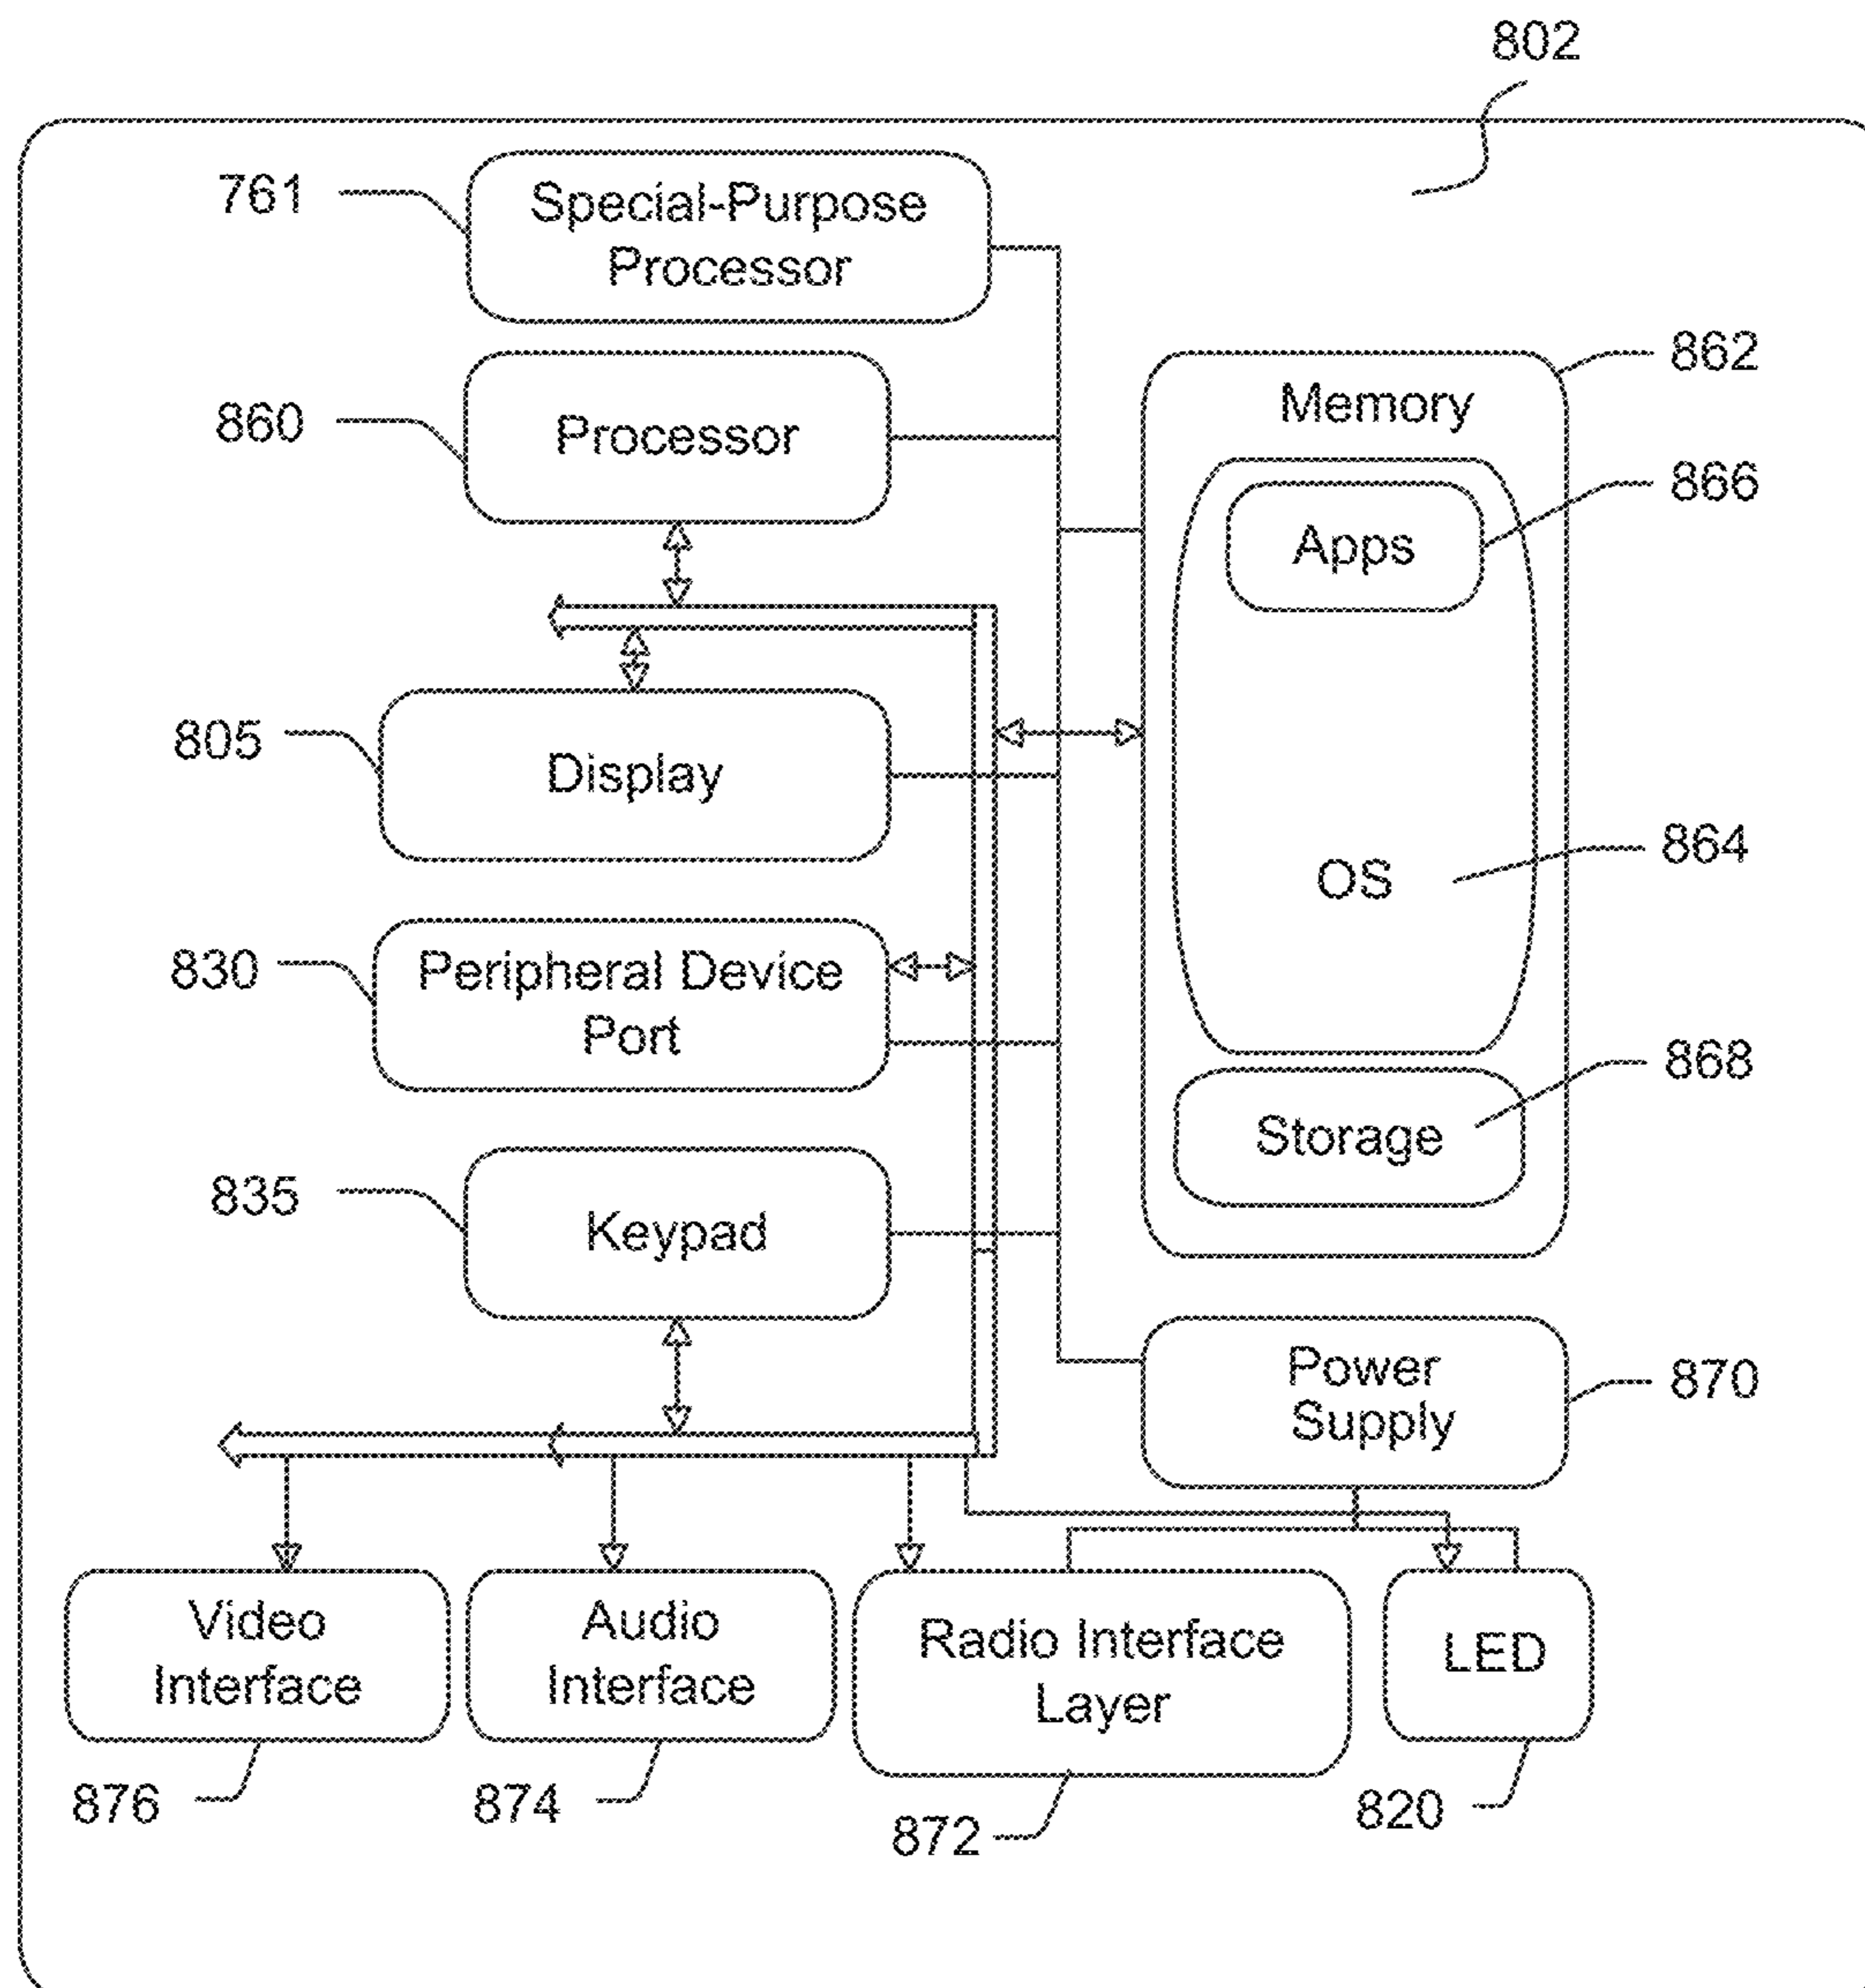 802
761
Special-Purpose
Processor
862
Memory
860
Processor
866
Apps
805
Display
864
OS
830
Peripheral Device
Port
868
Storage
835
Keypad
Power
Supply
870
Video
Interface
Audio
Interface
Radio Interface
Layer
LED
876
874
872
820